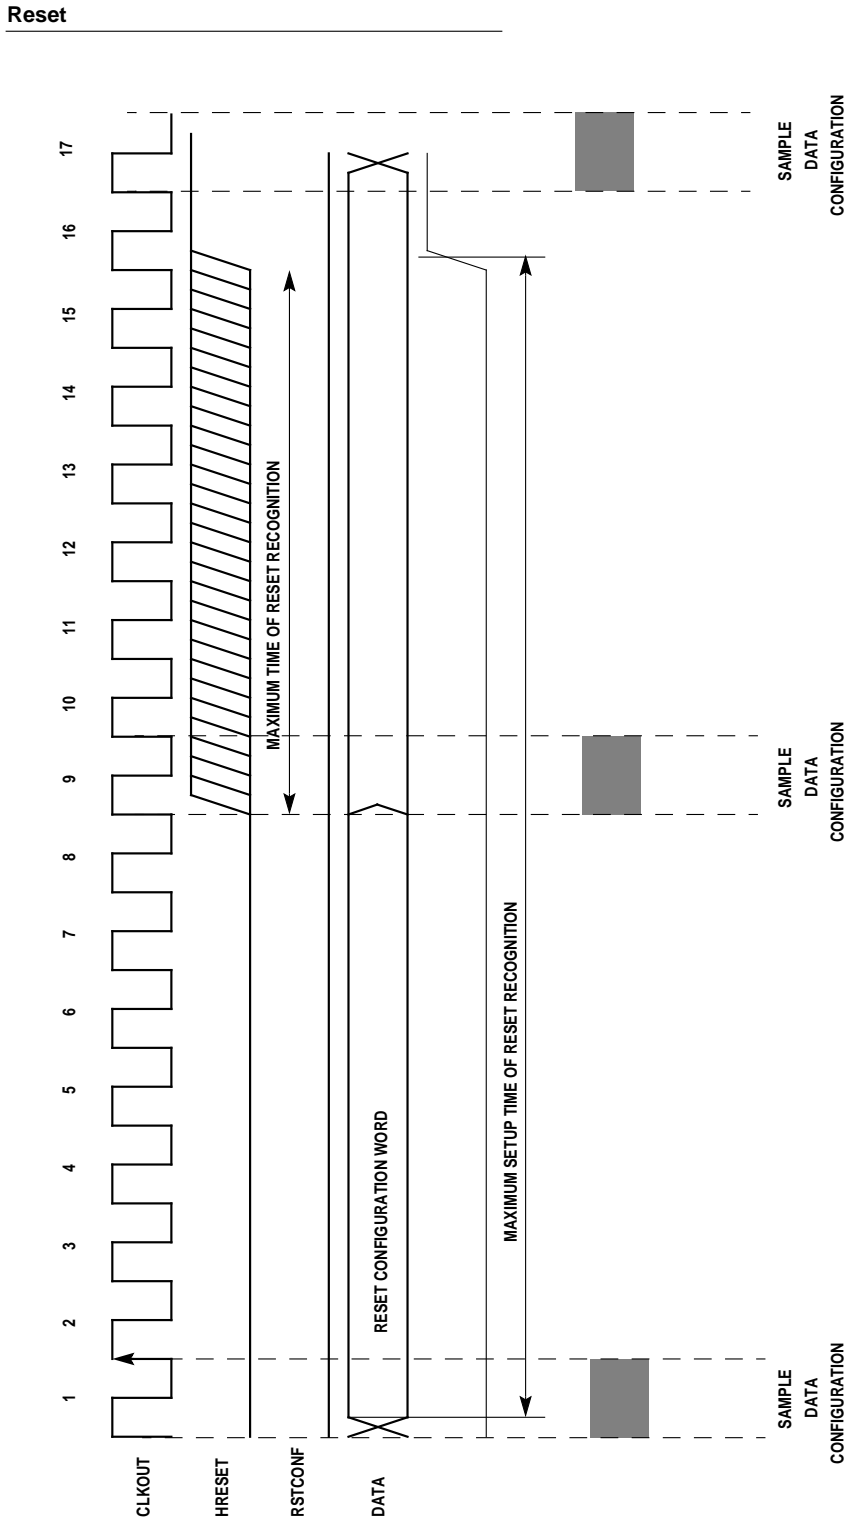 Reset
CLKOUT
HRESET
RSTCONF
DATA
1
2
3
4
5
6
7
8
9
10
11
12
13
14
15
16
17
MAXIMUM TIME OF RESET RECOGNITION
RESET CONFIGURATION WORD
MAXIMUM SETUP TIME OF RESET RECOGNITION
SAMPLE
DATA
CONFIGURATION
SAMPLE
DATA
CONFIGURATION
SAMPLE
DATA
CONFIGURATION